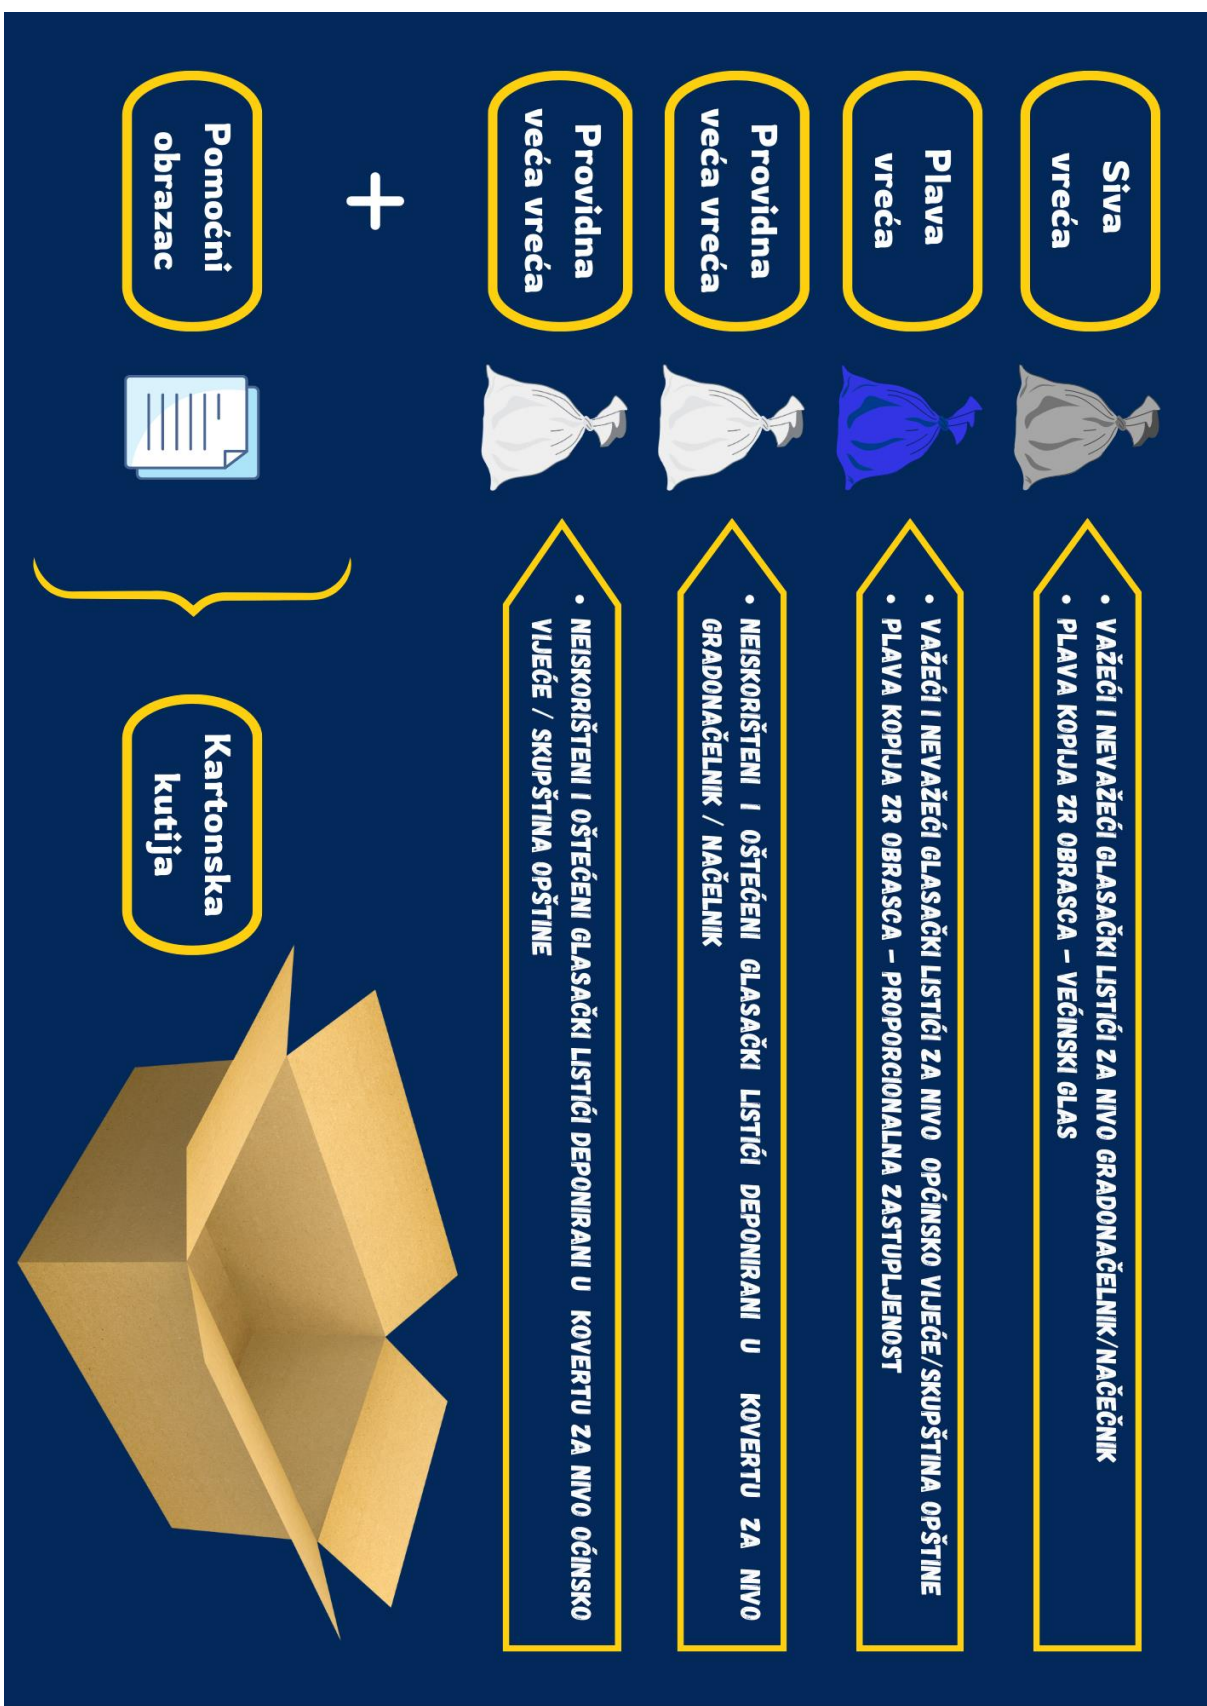 Siva
vreća
• VAŽEĆI I NEVAŽEĆI GLASAČKI LISTIĆI ZA NIVO GRADONAČELNIK/NAČEČNIK
• PLAVA KOPIJA ZR OBRASCA – VEĆINSKI GLAS
Plava
vreća
• VAŽEĆI I NEVAŽEĆI GLASAČKI LISTIĆI ZA NIVO OPĆINSKO VIJEĆE/SKUPŠTINA OPŠTINE
• PLAVA KOPIJA ZR OBRASCA – PROPORCIONALNA ZASTUPLJENOST
Providna
veća vreća
• NEISKORIŠTENI I OŠTEĆENI GLASAČKI LISTIĆI DEPONIRANI U KOVERTU ZA NIVO
GRADONAČELNIK / NAČELNIK
Providna
veća vreća
• NEISKORIŠTENI I OŠTEĆENI GLASAČKI LISTIĆI DEPONIRANI U KOVERTU ZA NIVO OĆINSKO
VIJEĆE / SKUPŠTINA OPŠTINE
+
Pomoćni
obrazac
Kartonska
kutija